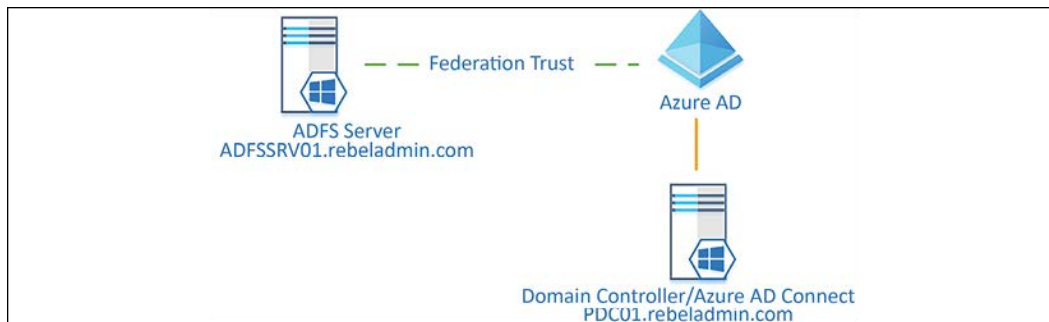 Federation Trust
Azure AD
ADFS Server
ADFSSRV01.rebeladmin.com
Domain Controller/Azure AD Connect
PDC01.rebeladmin.com